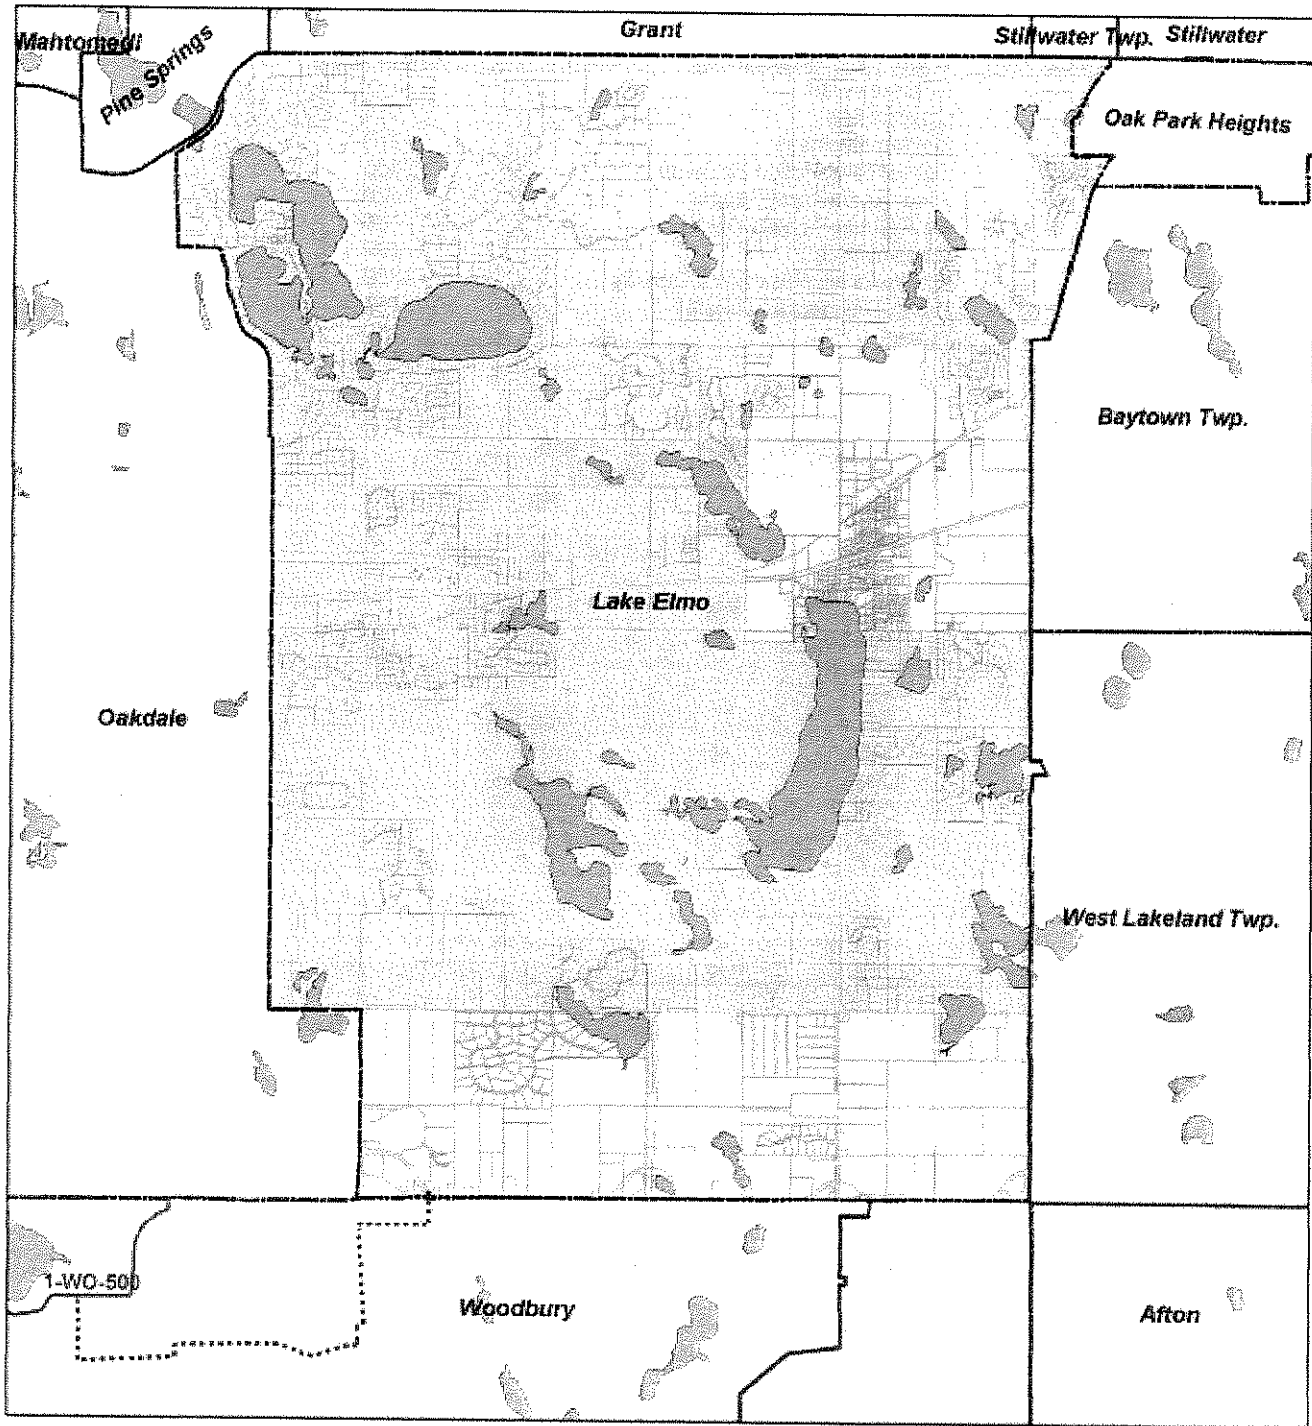 Grant
Mahtomedi
Pine Springs
Stillwater Twp.
Stillwater
Oak Park Heights
Baytown Twp.
Lake Elmo
Oakdale
West Lakeland Twp.
1-WO-500
Woodbury
Afton